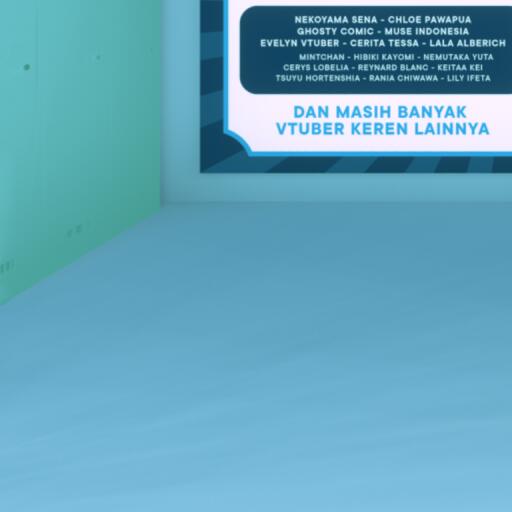 NEKOYAMA SENA - CHLOE PAWAPUA
GHOSTY COMIC - MUSE INDONESIA
EVELYN VTUBER - CERITA TESSA - LALA ALBERICH
MINTCHAN - HIBIKI KAYOMI - NEMUTAKA YUTA
CERYS LOBELIA - REYNARD BLANC - KEITAA KEI
TSUYU HORTENSHIA - RANIA CHIWAWA - LILY IFETA
DAN MASIH BANYAK
VTUBER KEREN LAINNYA